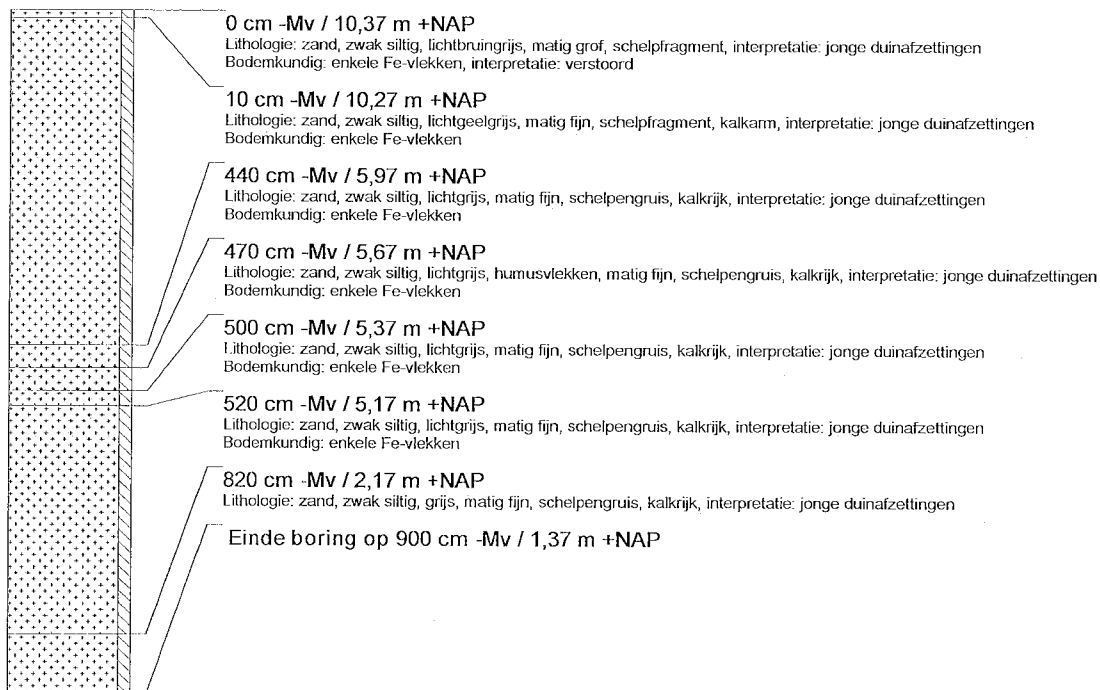 0 cm -Mv / 10,37 m +NAP
Lithologie: zand, zwak siltig, lichtbruingrijs, matig grof, schelpfragment, interpretatie: jonge duinafzettingen
Bodemkundig: enkele Fe-vlekken, interpretatie: verstoord
10 cm -Mv / 10,27 m +NAP
Lithologie: zand, zwak siltig, lichtgeelgrijs, matig fijn, schelpfragment, kalkarm, interpretatie: jonge duinafzettingen
Bodemkundig: enkele Fe-vlekken
440 cm -Mv / 5,97 m +NAP
Lithologie: zand, zwak siltig, lichtgrijs, matig fijn, schelpengruis, kalkrijk, interpretatie: jonge duinafzettingen
Bodemkundig: enkele Fe-vlekken
470 cm -Mv / 5,67 m +NAP
Lithologie: zand, zwak siltig, lichtgrijs, humusvlekken, matig fijn, schelpengruis, kalkrijk, interpretatie: jonge duinafzettingen
Bodemkundig: enkele Fe-vlekken
500 cm -Mv / 5,37 m +NAP
Lithologie: zand, zwak siltig, lichtgrijs, matig fijn, schelpengruis, kalkrijk, interpretatie: jonge duinafzettingen
Bodemkundig: enkele Fe-vlekken
520 cm -Mv / 5,17 m +NAP
Lithologie: zand, zwak siltig, lichtgrijs, matig fijn, schelpengruis, kalkrijk, interpretatie: jonge duinafzettingen
Bodemkundig: enkele Fe-vlekken
820 cm -Mv / 2,17 m +NAP
Lithologie: zand, zwak siltig, grijs, matig fijn, schelpengruis, kalkrijk, interpretatie: jonge duinafzettingen
Einde boring op 900 cm -Mv / 1,37 m +NAP